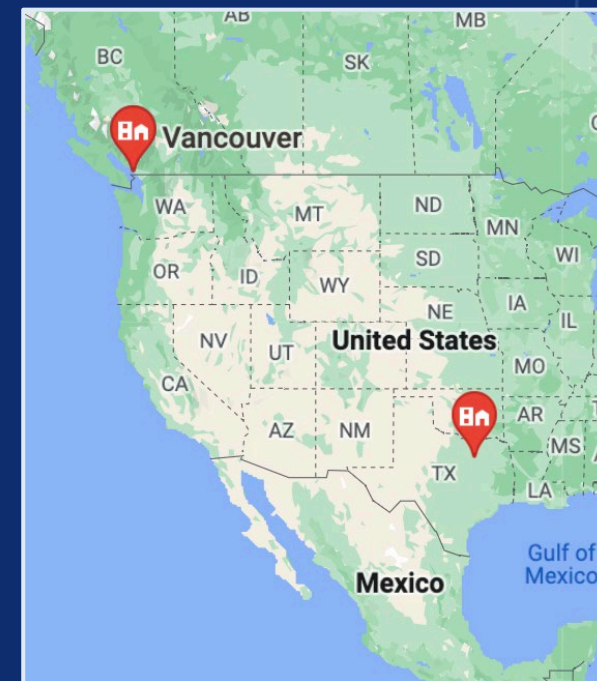 AB
MB
BC
SK
Vancouver
WA
MT
ND
MN
OR
ID
SD
WI
WY
IA
NE
IL
NV
UT
United States
MO
CA
AZ
NM
AR
MS
TX
LA
Gulf of
Mexico
Mexico